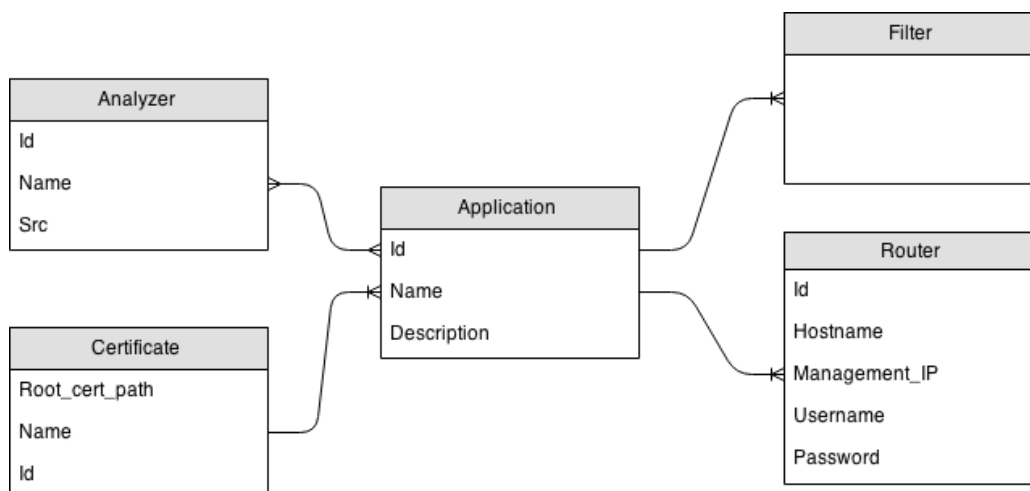 Analyzer
Id
Name
Src
Certificate
Root_cert_path
Name
Id
Application
Id
Name
Description
Filter
Router
Id
Hostname
Management_IP
Username
Password